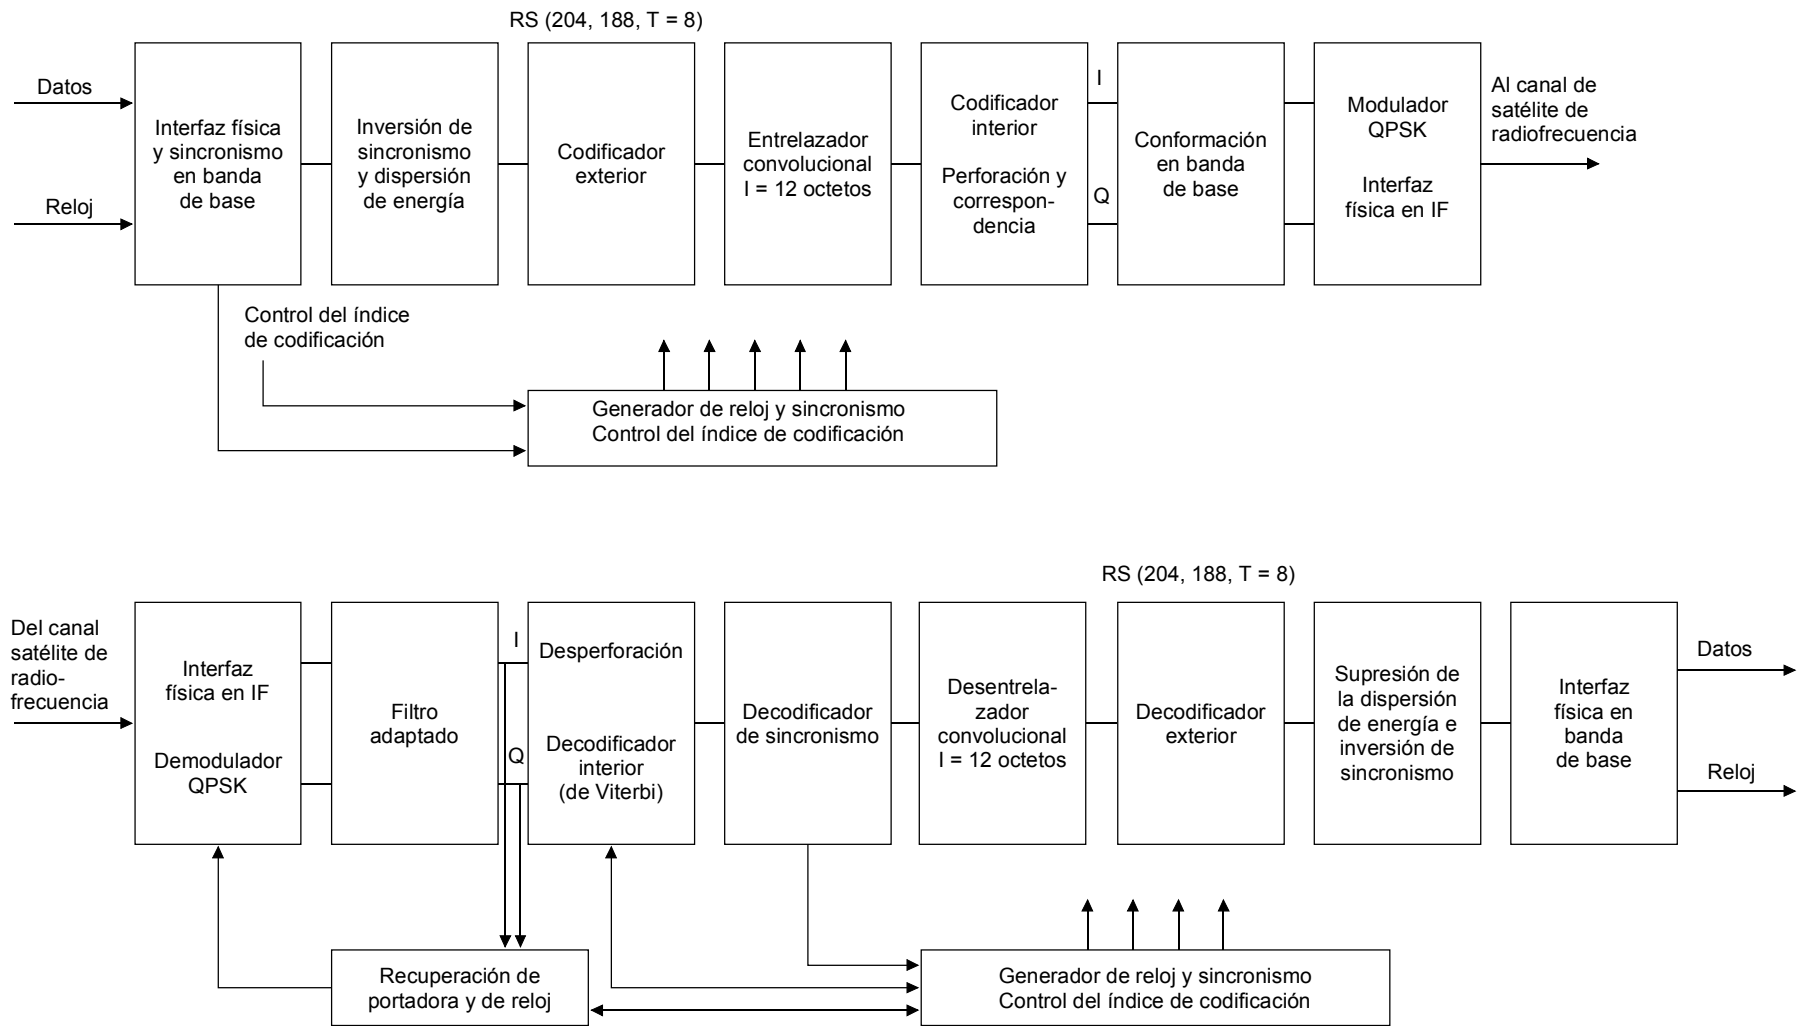 RS (204, 188, T = 8)
Datos
Reloj
Interfaz física
y sincronismo
en banda
de base
Inversión de
sincronismo
y dispersión
de energía
Codificador
exterior
Entrelazador
convolucional
I = 12 octetos
Codificador
interior
Perforación y
correspon-
dencia
I
Q
Conformación
en banda
de base
Modulador
QPSK
Interfaz
física en IF
Al canal de
satélite de
radiofrecuencia
Control del índice
de codificación
Generador de reloj y sincronismo
Control del índice de codificación
RS (204, 188, T = 8)
Del canal
satélite de
radio-
frecuencia
Interfaz
física en IF
Demodulador
QPSK
Filtro
adaptado
I
Q
Desperforación
Decodificador
interior
(de Viterbi)
Decodificador
de sincronismo
Desentrela-
zador
convolucional
I = 12 octetos
Decodificador
exterior
Supresión de
la dispersión
de energía e
inversión de
sincronismo
Interfaz
física en
banda
de base
Datos
Reloj
Recuperación de
portadora y de reloj
Generador de reloj y sincronismo
Control del índice de codificación